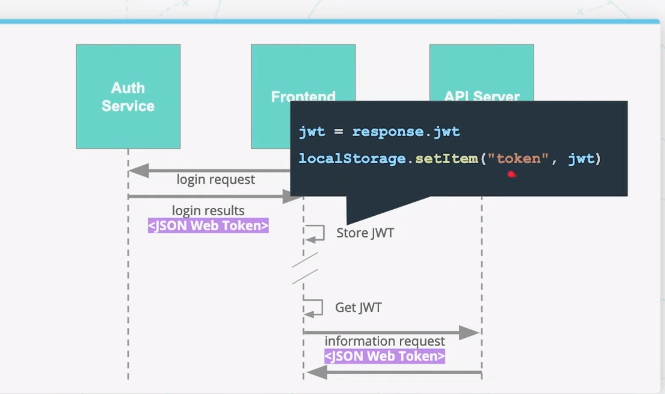 Auth
Service
Frontend
API Server
jwt = response.jwt
localStorage.setItem("token", jwt)
login request
login results
<JSON Web Token>
Store JWT
Get JWT
information request
<JSON Web Token>